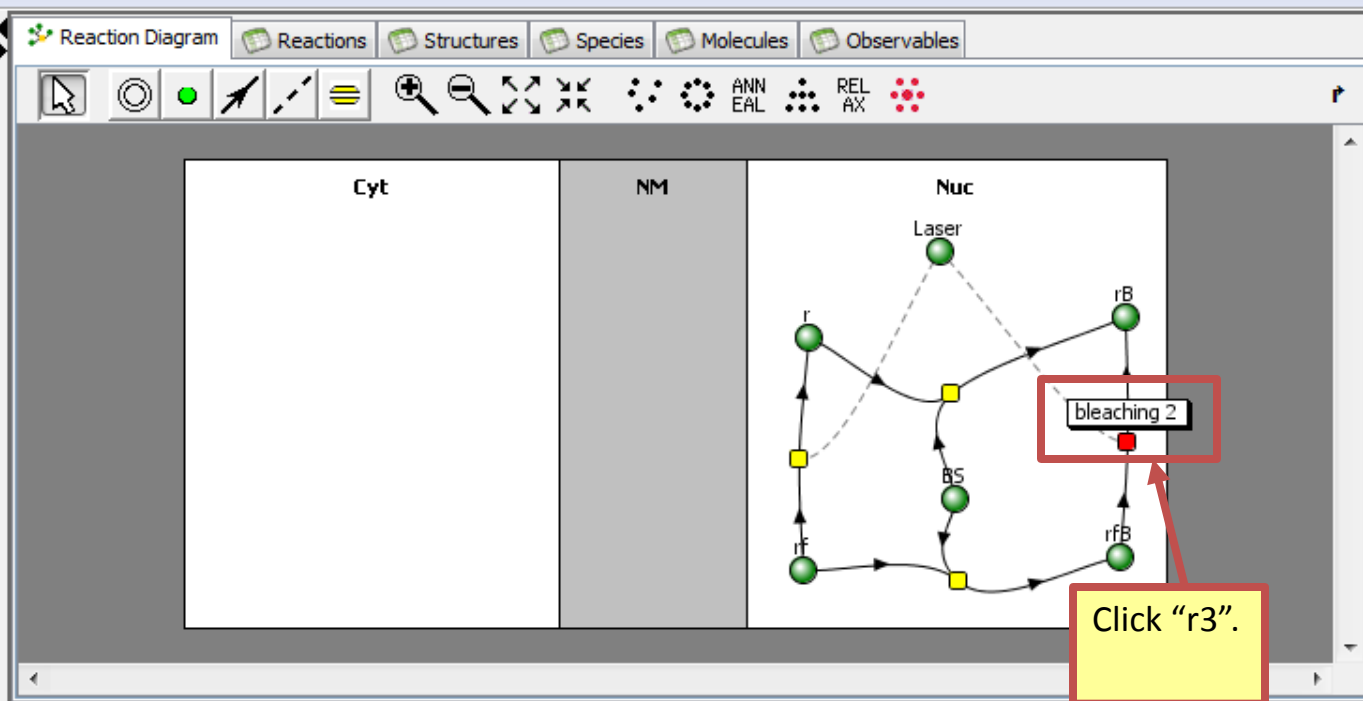 Reaction Diagram Reactions Structures Species Molecules Observables
ANN EAL REL AX
Cyt NM Nuc
Laser
rB
r
bleaching 2
BS
rf
rfB
Click “r3”.